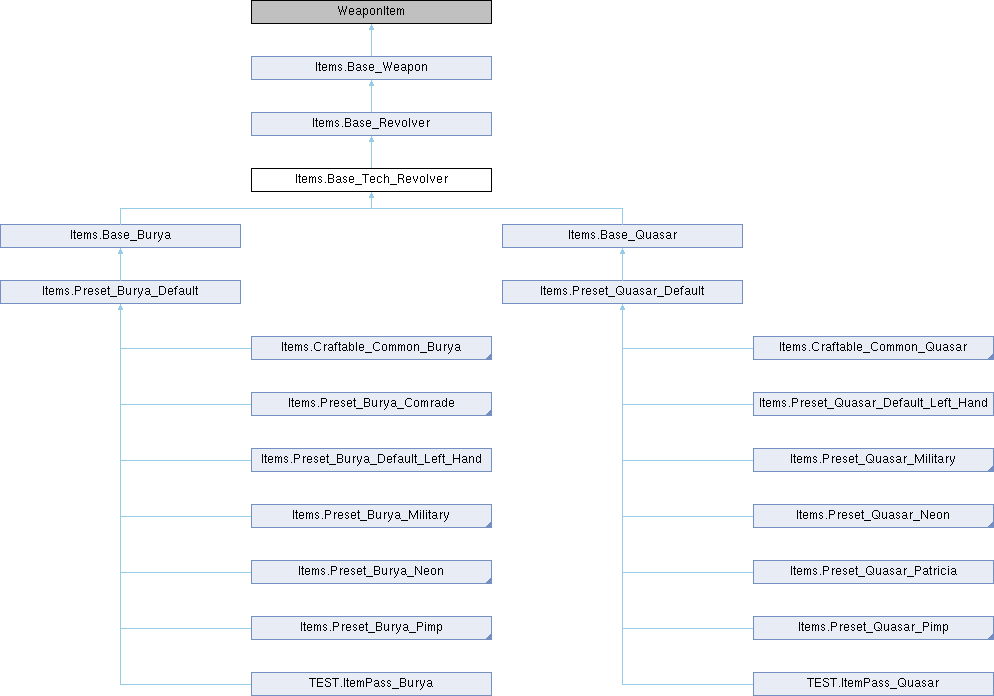 WeaponItem
Items.Base_Weapon
Items.Base_Revolver
Items.Base_Tech_Revolver
Items.Base_Burya
Items.Base_Quasar
Items.Preset_Burya_Default
Items.Preset_Quasar_Default
Items.Craftable_Common_Burya
Items.Craftable_Common_Quasar
Items.Preset_Burya_Comrade
Items.Preset_Quasar_Default_Left_Hand
Items.Preset_Burya_Default_Left_Hand
Items.Preset_Quasar_Military
Items.Preset_Burya_Military
Items.Preset_Quasar_Neon
Items.Preset_Burya_Neon
Items.Preset_Quasar_Patricia
Items.Preset_Burya_Pimp
Items.Preset_Quasar_Pimp
TEST.ItemPass_Burya
TEST.ItemPass_Quasar